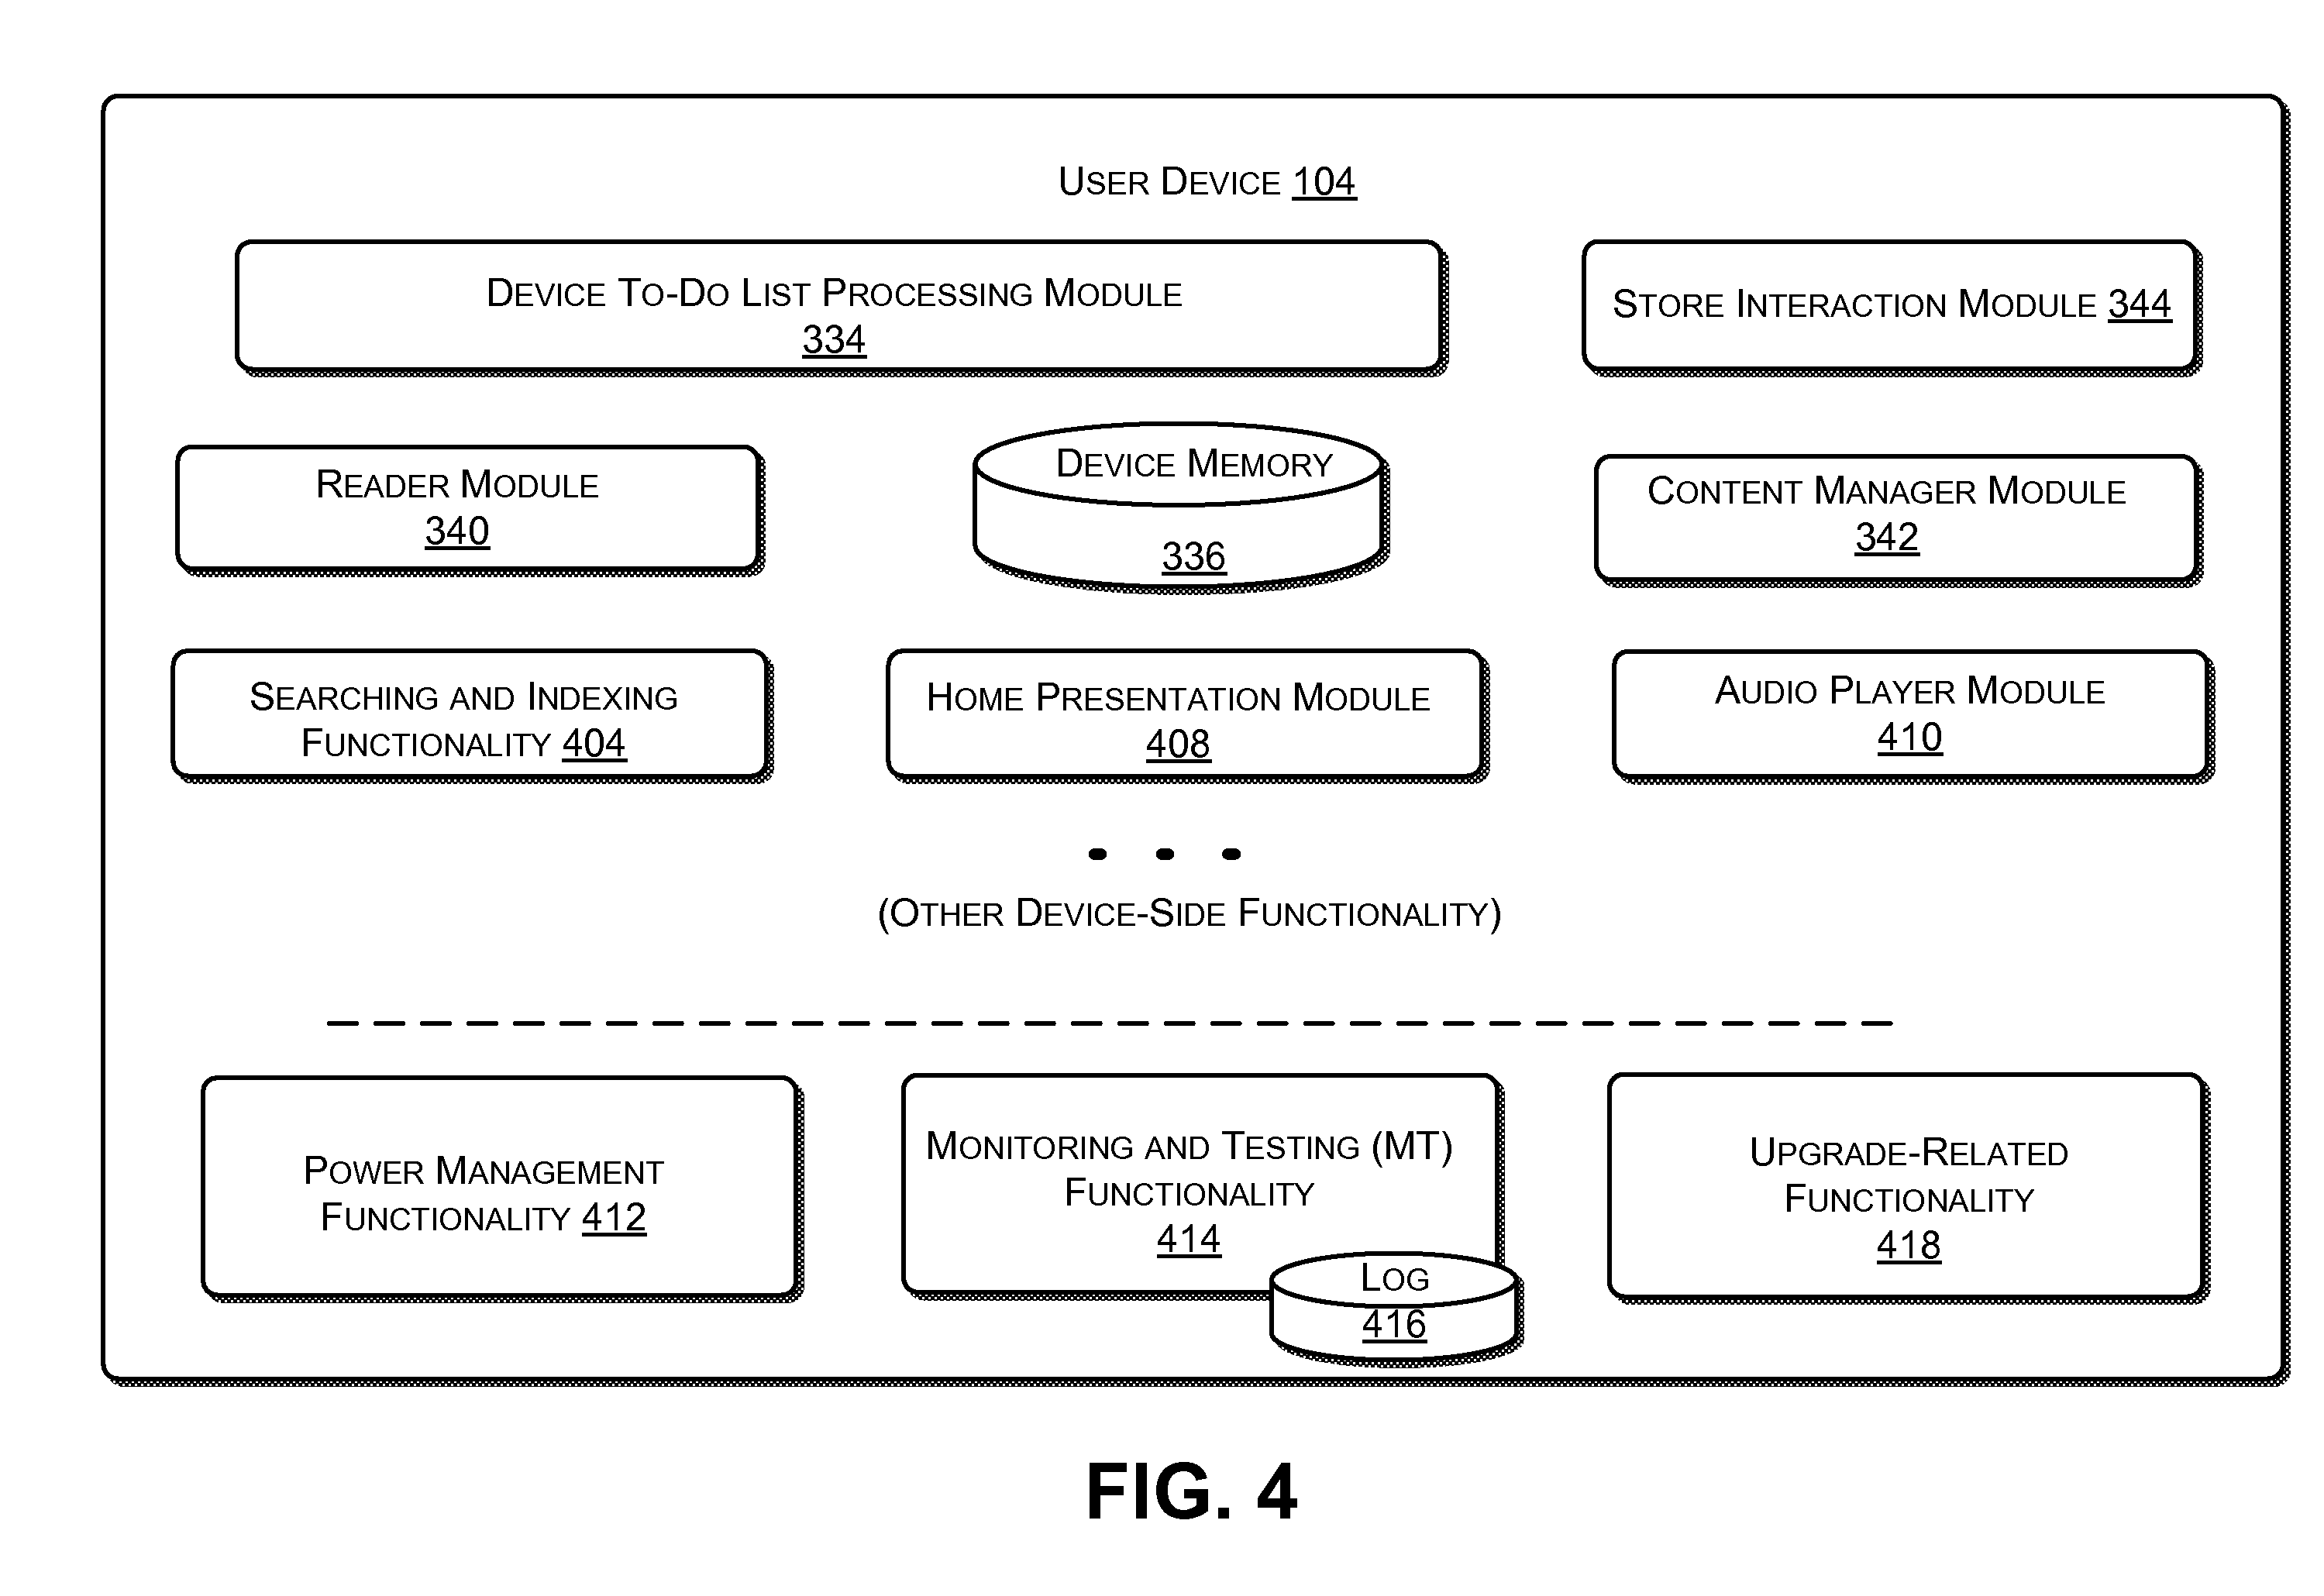 USER DEVICE 104
DEVICE TO-DO LIST PROCESSING MODULE
334
STORE INTERACTION MODULE 344
READER MODULE
340
DEVICE MEMORY
336
CONTENT MANAGER MODULE
342
SEARCHING AND INDEXING
FUNCTIONALITY 404
HOME PRESENTATION MODULE
408
AUDIO PLAYER MODULE
410
(OTHER DEVICE-SIDE FUNCTIONALITY)
POWER MANAGEMENT
FUNCTIONALITY 412
MONITORING AND TESTING (MT)
FUNCTIONALITY
414
LOG
416
UPGRADE-RELATED
FUNCTIONALITY
418
FIG. 4